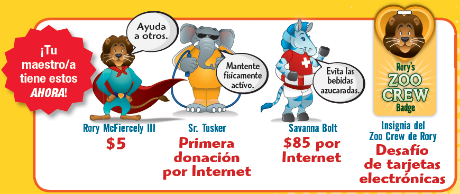 ¡Tu
maestro/a
tiene estos
AHORA!
Ayuda
a otros.
Rory McFiercely III
$5
Mantente
físicamente
activo.
Sr. Tusker
Primera
donación
por Internet
Evita las
bebidas
azucaradas.
Savanna Bolt
$85 por
Internet
Rory's
ZOO
CREW
Badge
Insignia del
Zoo Crew de Rory
Desafío
de tarjetas
electrónicas